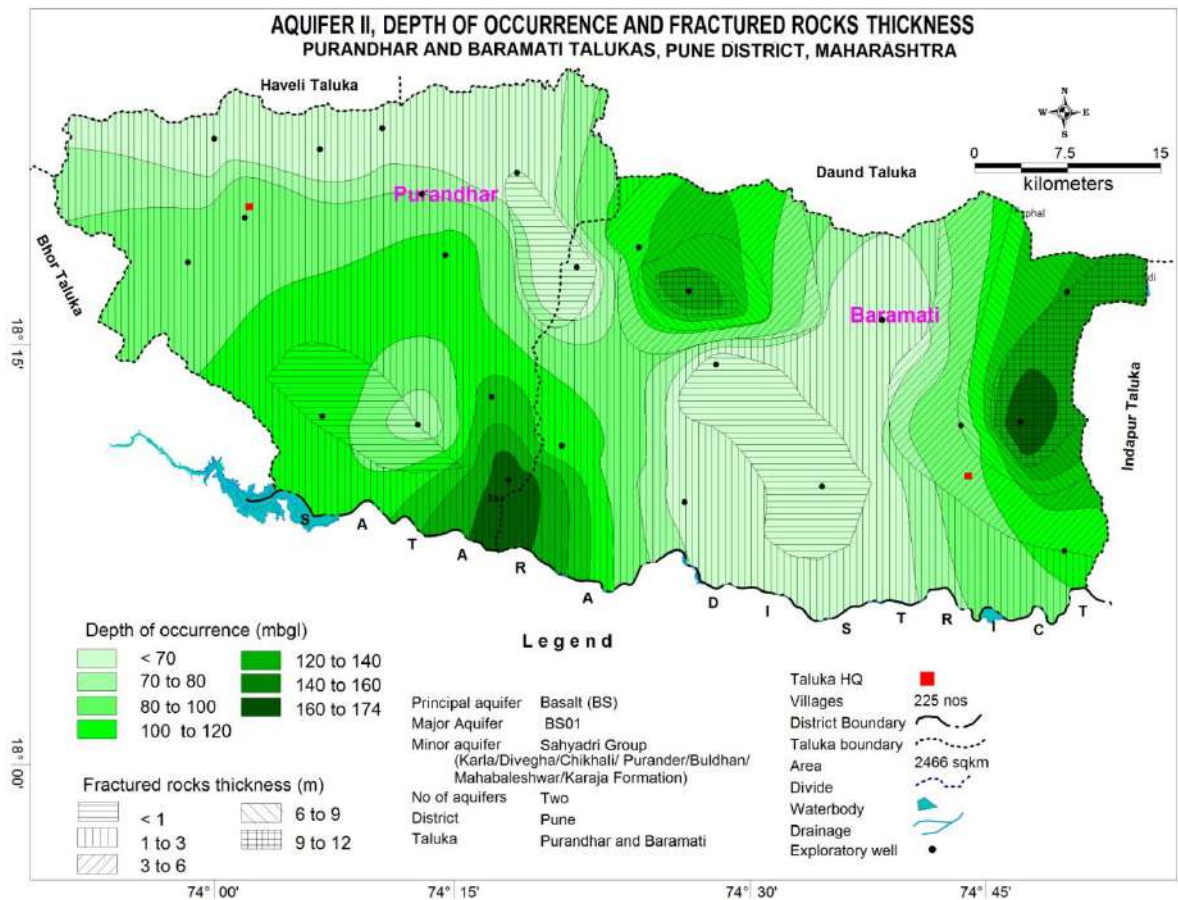 AQUIFER II, DEPTH OF OCCURRENCE AND FRACTURED ROCKS THICKNESS
PURANDHAR AND BARAMATI TALUKAS, PUNE DISTRICT, MAHARASHTRA
Haveli Taluka
N
W E
S
0 7.5 15
kilometers
Daund Taluka
Purandhar
Bhor Taluka
Baramati
18° 15'
Indapur Taluka
S A T A R A D I S T R I C T
Legend
Depth of occurrence (mbgl)
< 70
70 to 80
80 to 100
100 to 120
120 to 140
140 to 160
160 to 174
Fractured rocks thickness (m)
< 1
1 to 3
3 to 6
6 to 9
9 to 12
Principal aquifer Basalt (BS)
Major Aquifer BS01
Minor aquifer Sahyadri Group
(Karla/Divegha/Chikhali/ Purander/Buldhan/
Mahabaleshwar/Karaja Formation)
No of aquifers Two
District Pune
Taluka Purandhar and Baramati
Taluka HQ
Villages 225 nos
District Boundary
Taluka boundary
Area 2466 sqkm
Divide
Waterbody
Drainage
Exploratory well
18° 00'
74° 00' 74° 15' 74° 30' 74° 45'